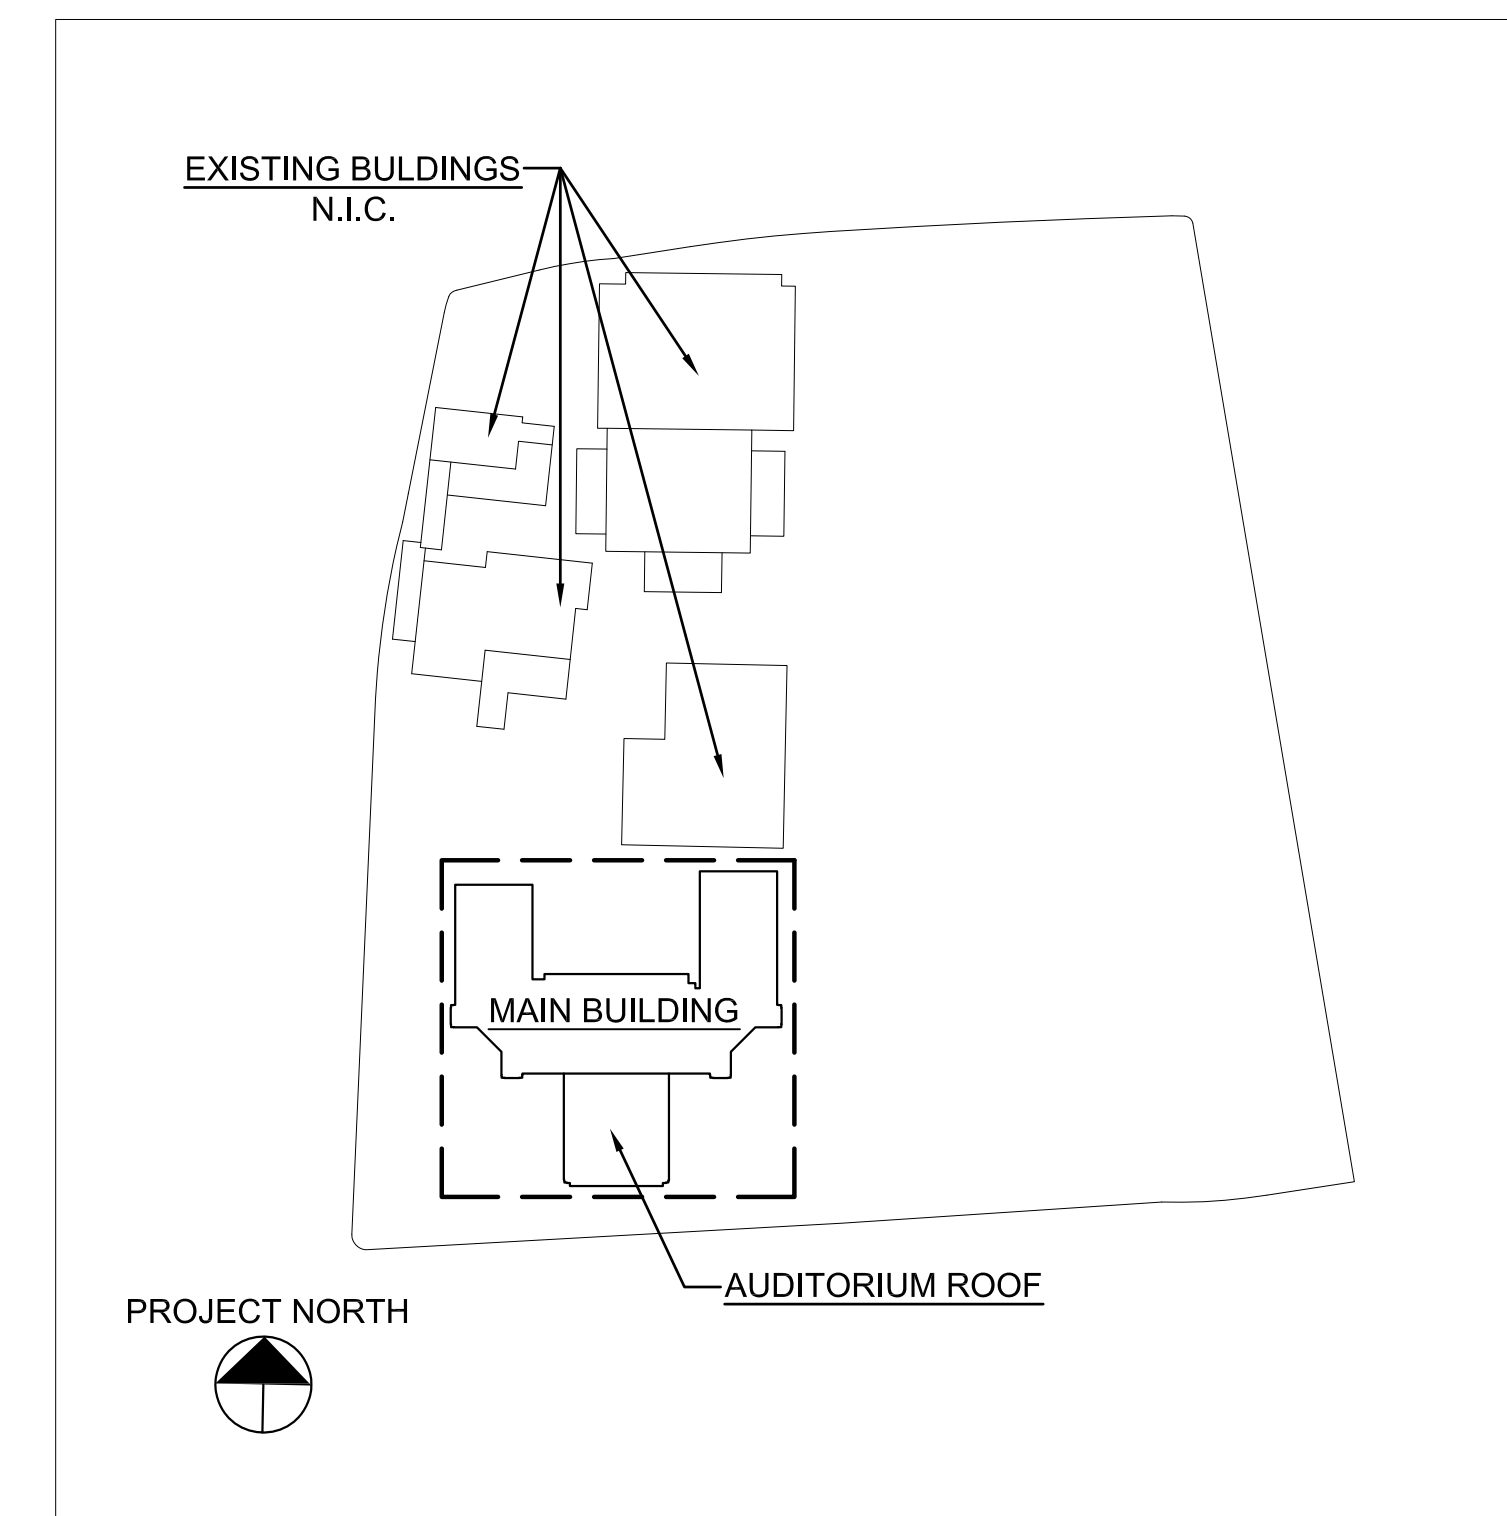 EXISTING BULDINGS
N.I.C.
MAIN BUILDING
AUDITORIUM ROOF
PROJECT NORTH